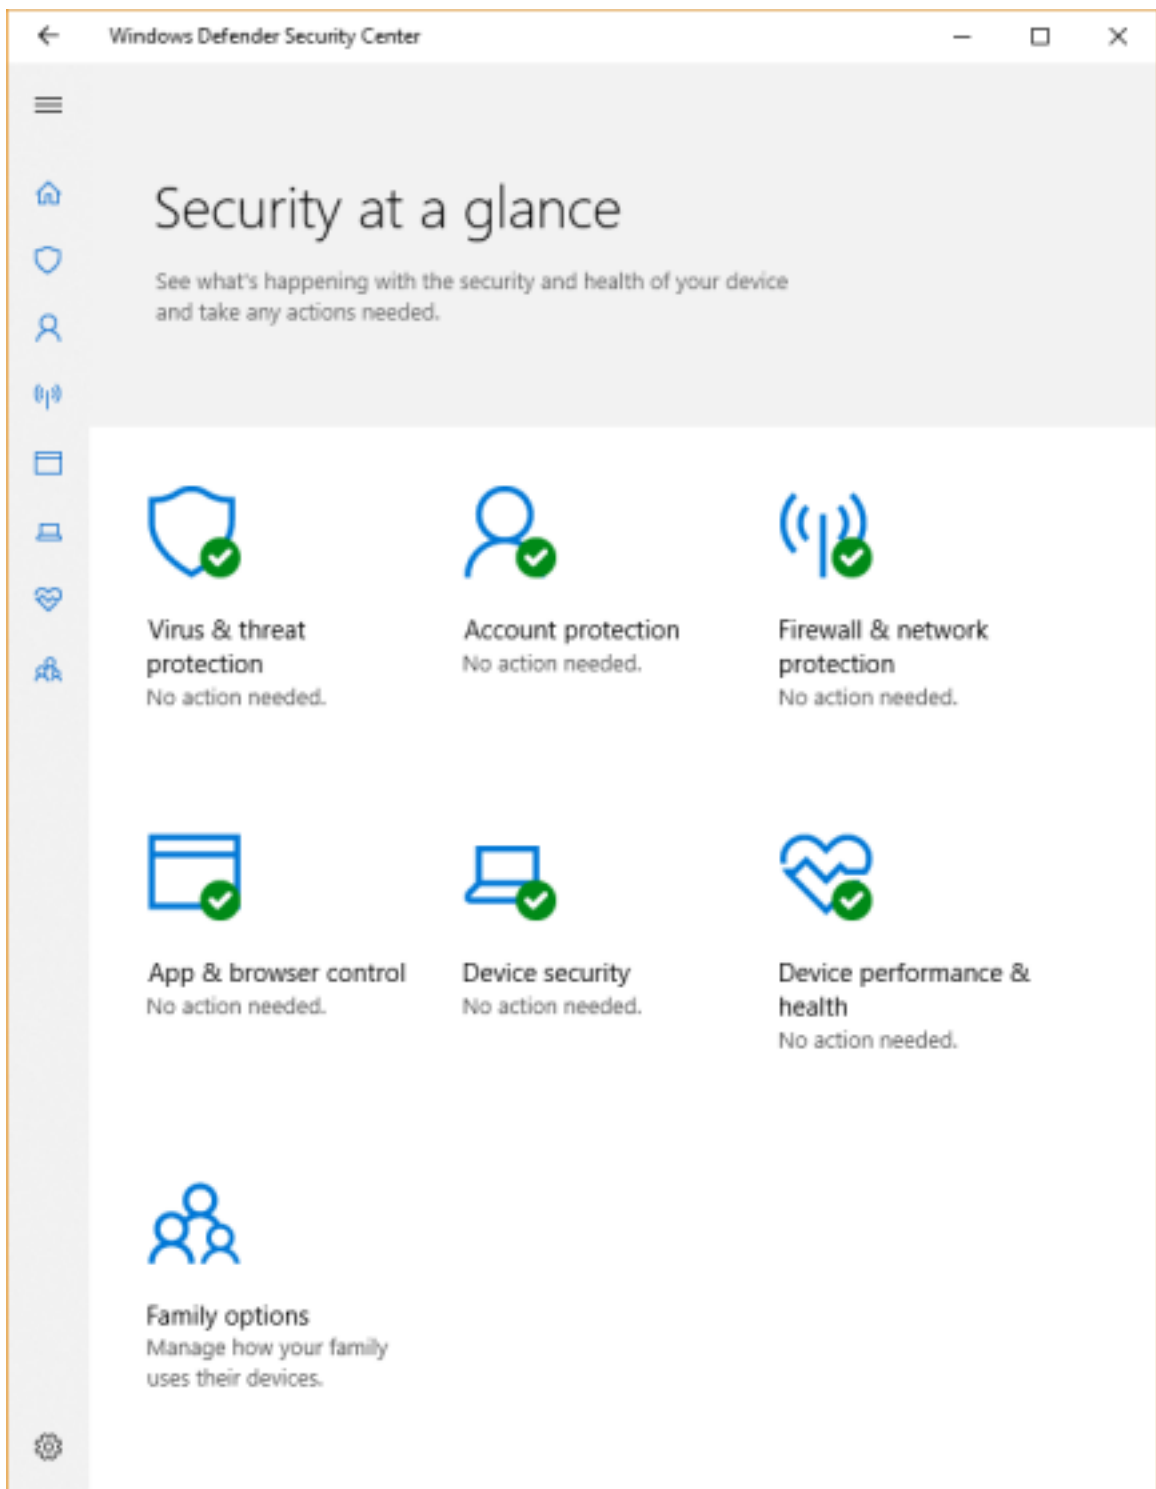 Windows Defender Security Center
Security at a glance
See what's happening with the security and health of your device
and take any actions needed.
Virus & threat
protection
No action needed.
Account protection
No action needed.
Firewall & network
protection
No action needed.
App & browser control
No action needed.
Device security
No action needed.
Device performance &
health
No action needed.
Family options
Manage how your family
uses their devices.